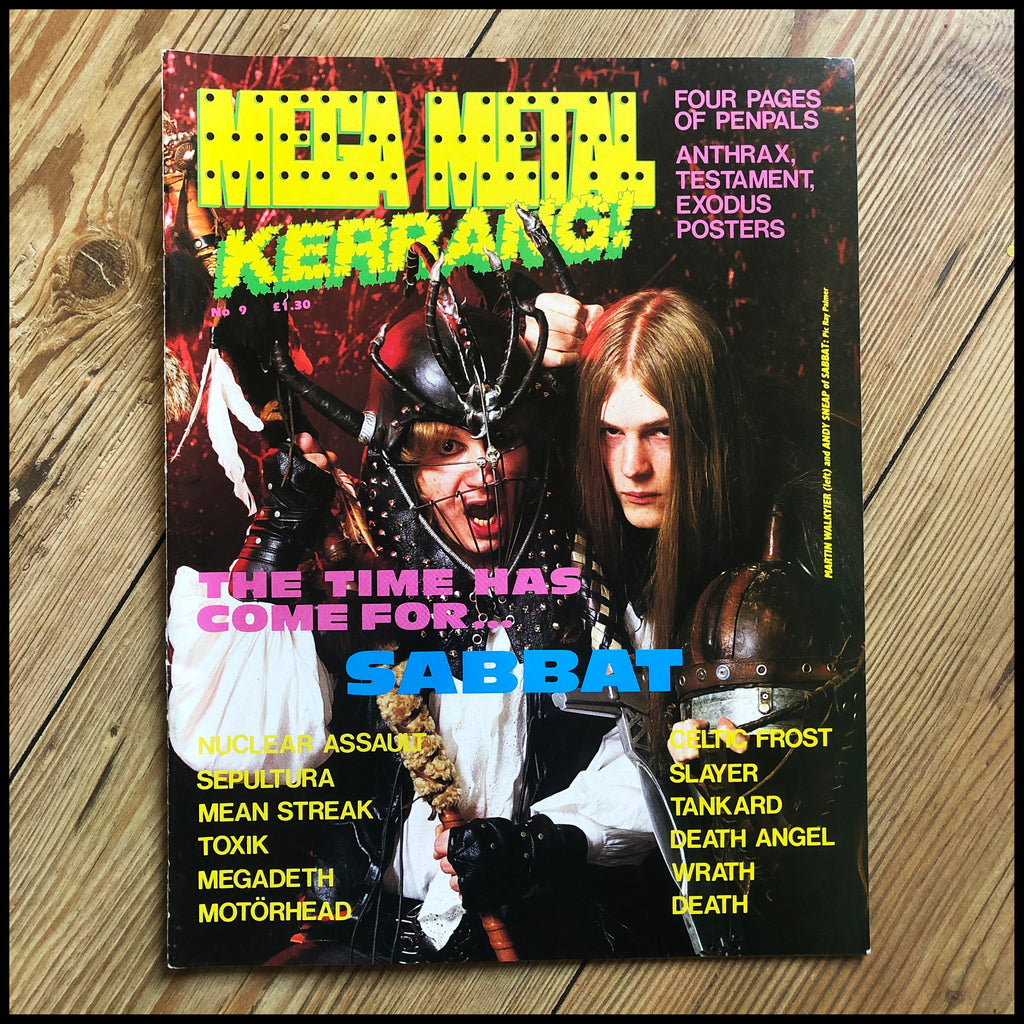 MEGA METAL
KERRANG!
No 9 £1.30
FOUR PAGES
OF PENPALS
ANTHRAX,
TESTAMENT,
EXODUS
POSTERS
MARTIN WALKYIER (left) and ANDY SNEAP of SABBAT: Pic Ray Palmer
THE TIME HAS
COME FOR...
SABBAT
NUCLEAR ASSAULT
SEPULTURA
MEAN STREAK
TOXIK
MEGADETH
MOTÖRHEAD
CELTIC FROST
SLAYER
TANKARD
DEATH ANGEL
WRATH
DEATH